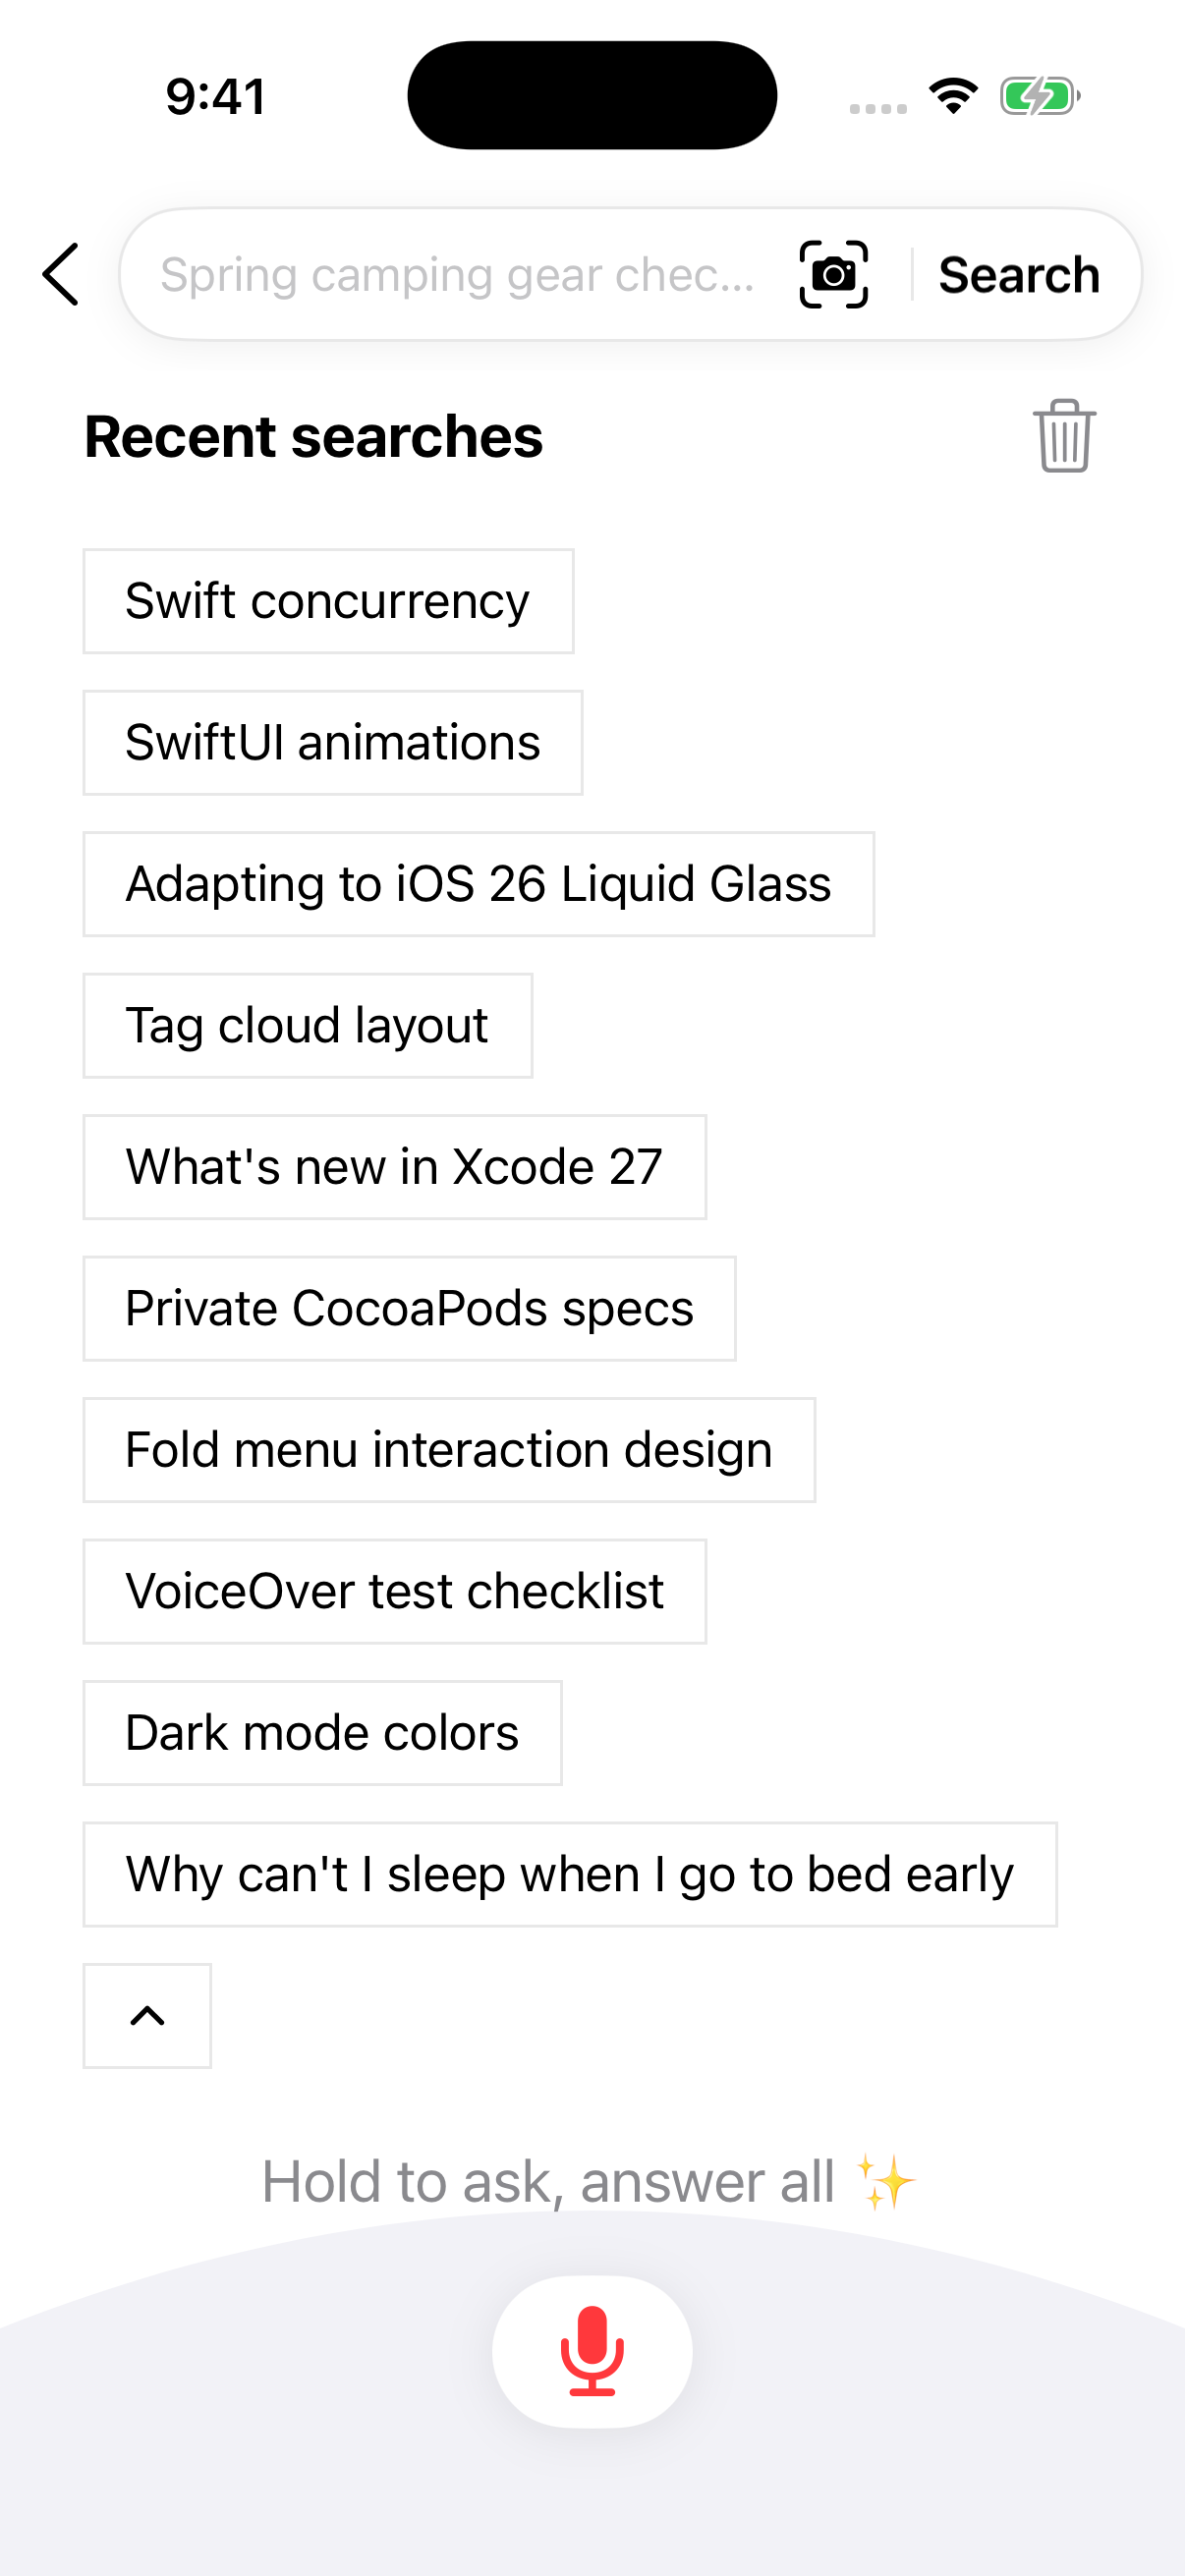 9:41
Spring camping gear chec...
Search
Recent searches
Swift concurrency
SwiftUI animations
Adapting to iOS 26 Liquid Glass
Tag cloud layout
What's new in Xcode 27
Private CocoaPods specs
Fold menu interaction design
VoiceOver test checklist
Dark mode colors
Why can't I sleep when I go to bed early
Hold to ask, answer all ✨